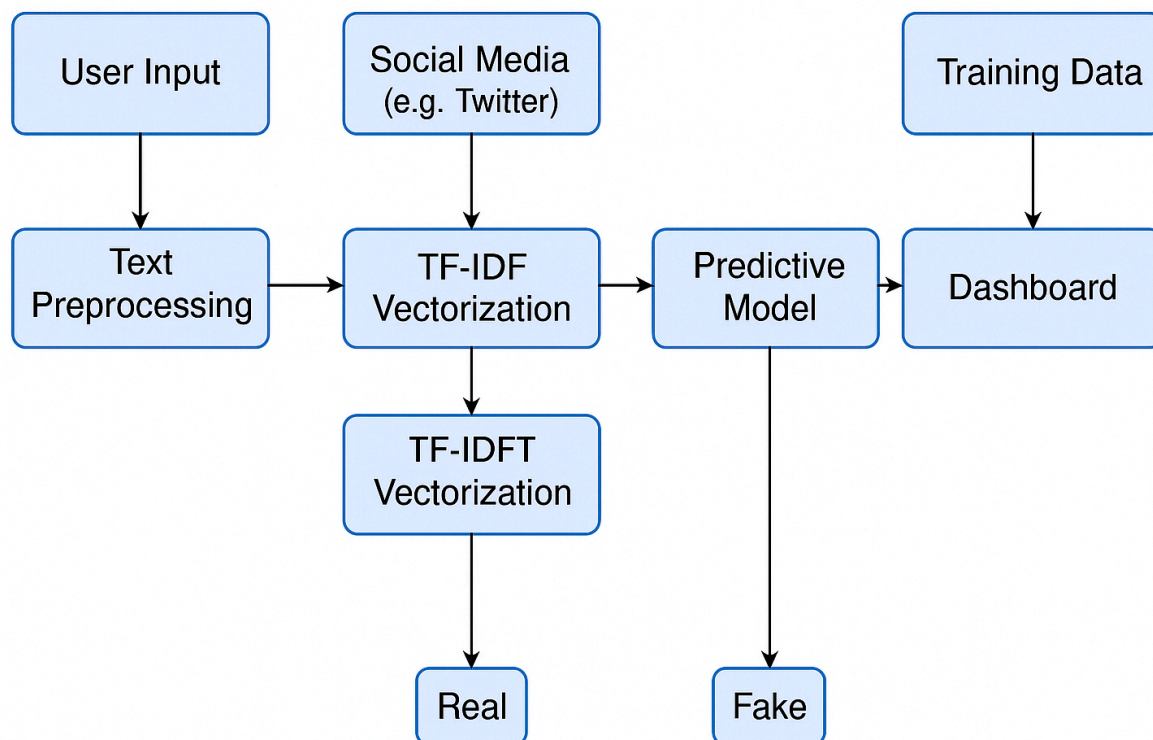 User Input
Social Media
(e.g. Twitter)
Training Data
Text
Preprocessing
TF-IDF
Vectorization
Predictive
Model
Dashboard
TF-IDFT
Vectorization
Real
Fake